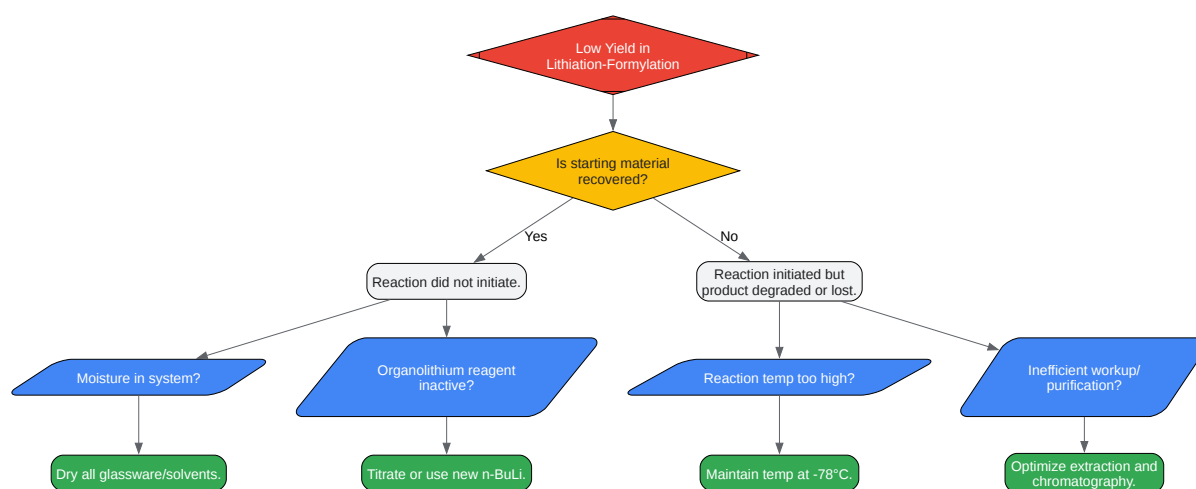 Low Yield in
Lithiation-Formylation
Is starting material
recovered?
Yes
No
Reaction did not initiate.
Reaction initiated but
product degraded or lost.
Moisture in system?
Organolithium reagent
inactive?
Reaction temp too high?
Inefficient workup/
purification?
Dry all glassware/solvents.
Titrate or use new n-BuLi.
Maintain temp at -78°C.
Optimize extraction and
chromatography.